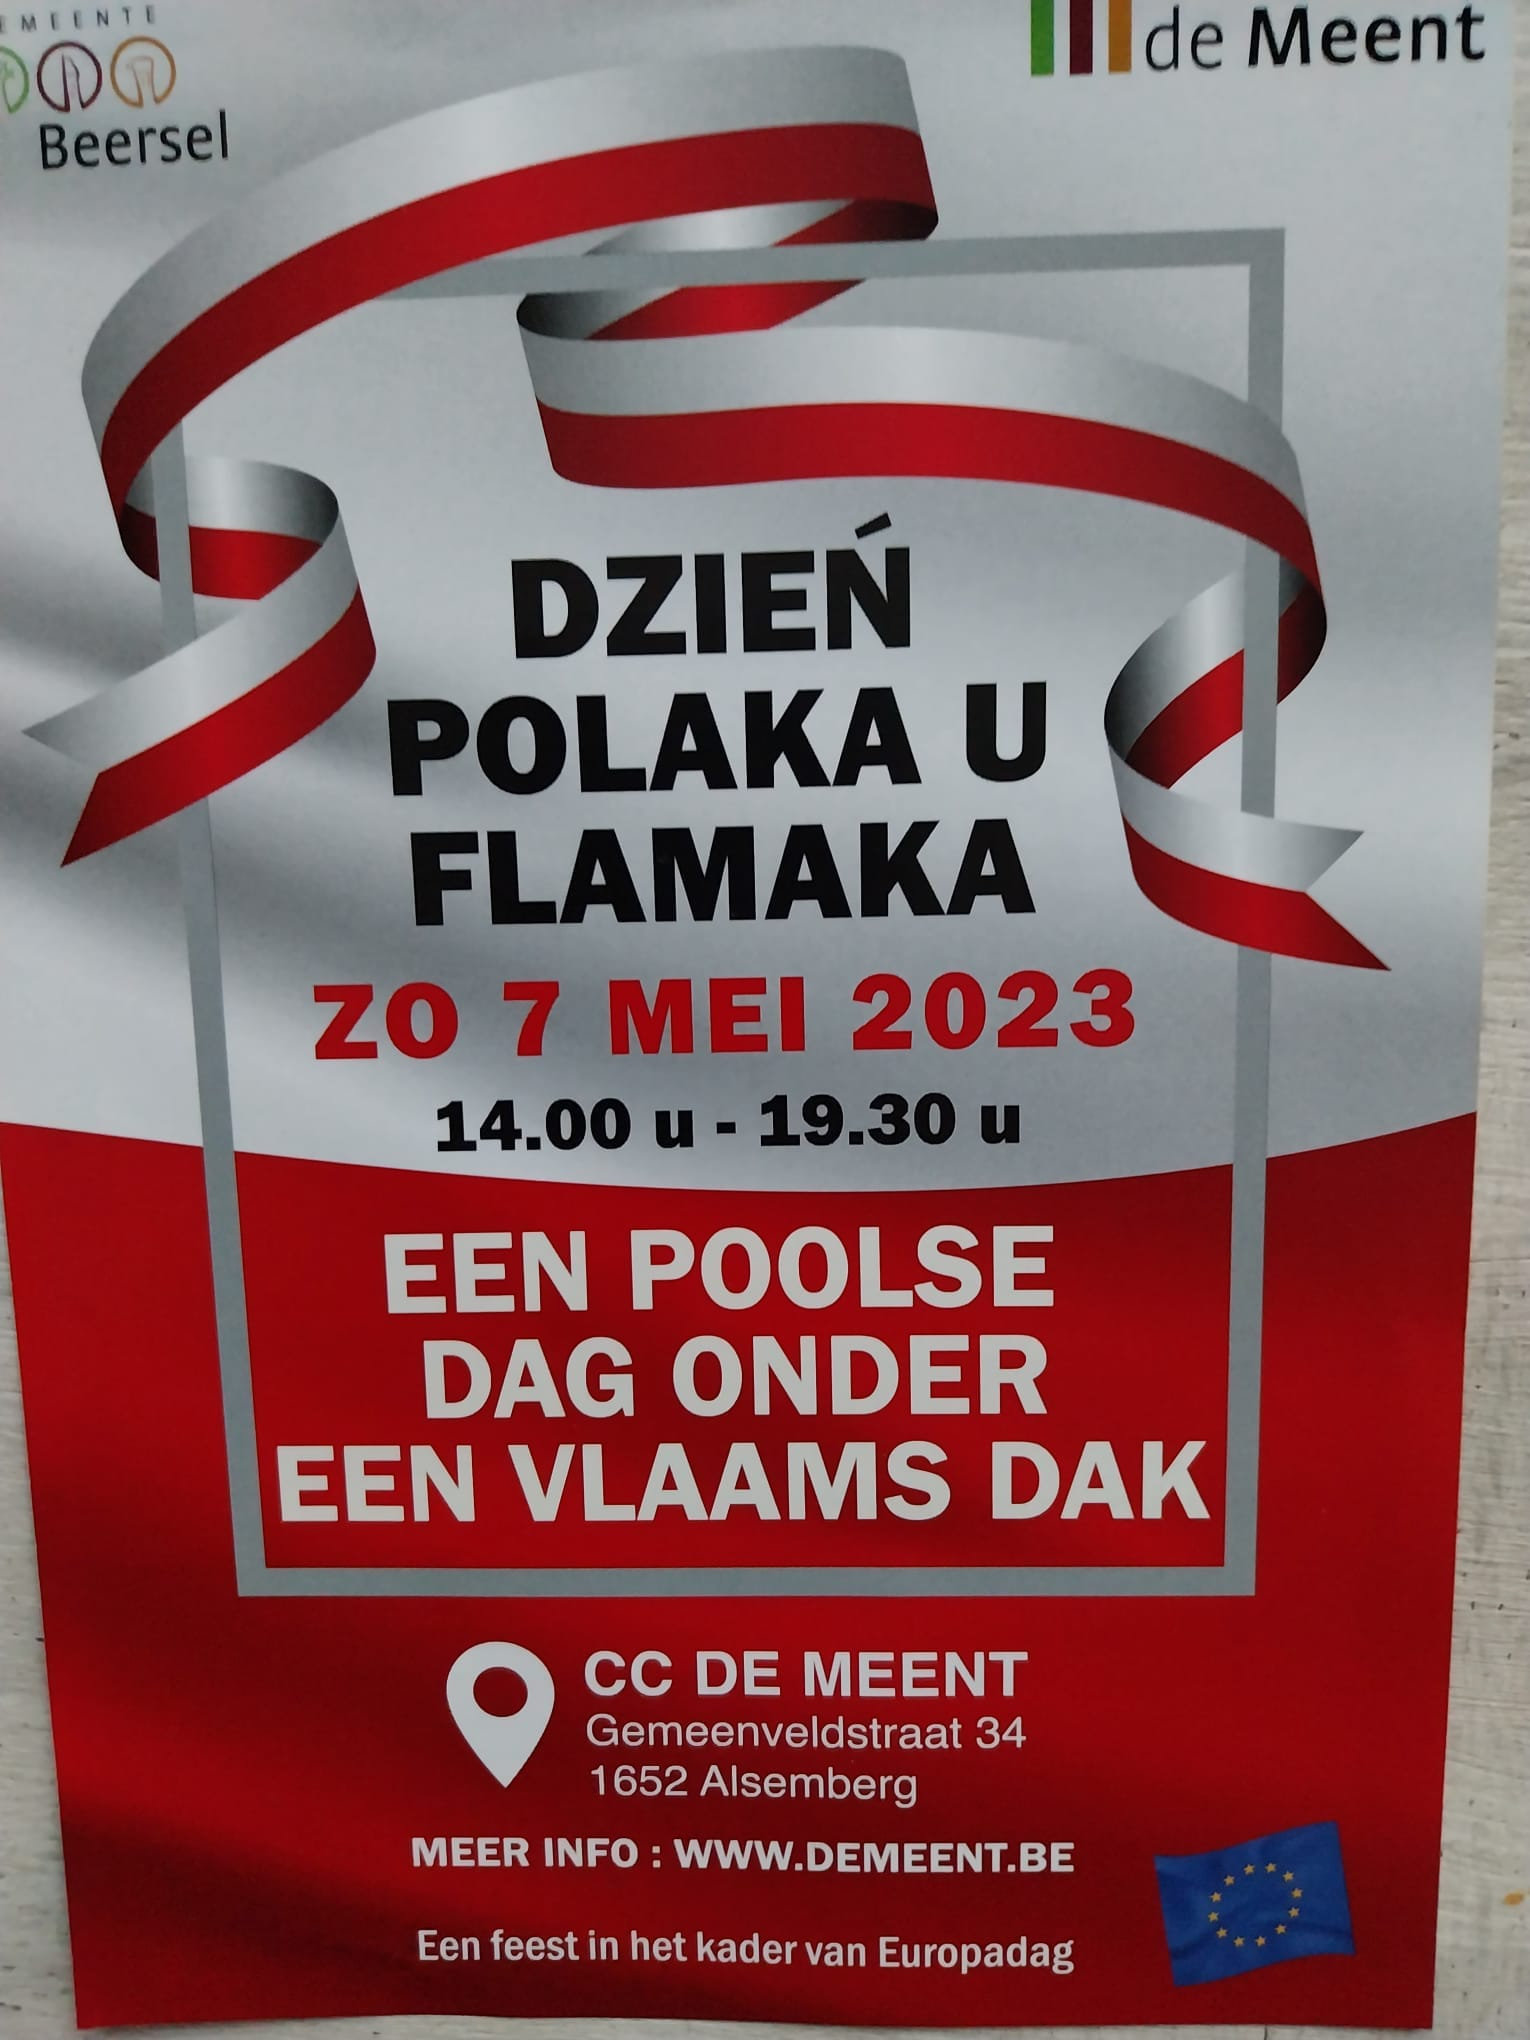 EMEENTE
Beersel
de Meent
DZIEŃ
POLAKA U
FLAMAKA
ZO 7 MEI 2023
14.00 u - 19.30 u
EEN POOLSE
DAG ONDER
EEN VLAAMS DAK
CC DE MEENT
Gemeenveldstraat 34
1652 Alsemberg
MEER INFO : WWW.DEMEENT.BE
Een feest in het kader van Europadag